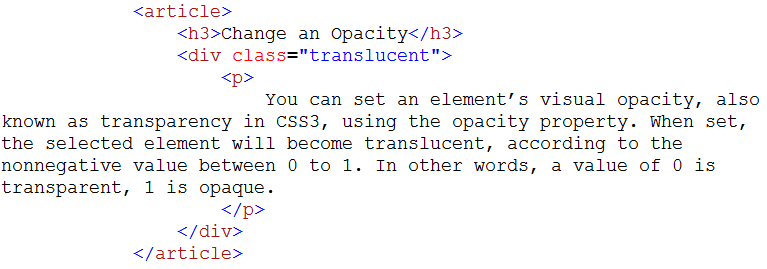 <article>
<h3>Change an Opacity</h3>
<div class="translucent">
<p>
You can set an element’s visual opacity, also
known as transparency in CSS3, using the opacity property. When set,
the selected element will become translucent, according to the
nonnegative value between 0 to 1. In other words, a value of 0 is
transparent, 1 is opaque.
</p>
</div>
</article>